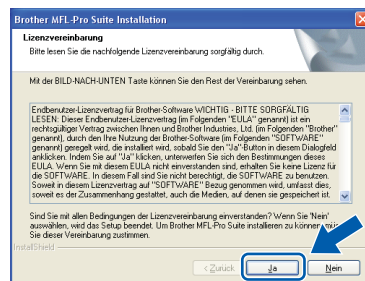 Brother MFL-Pro Suite Installation
Lizenzvereinbarung
Bitte lesen Sie die nachfolgende Lizenzvereinbarung sorgfältig durch.
Mit der BILD-NACH-UNTEN Taste können Sie den Rest der Vereinbarung sehen.
Endbenutzer-Lizenzvertrag für Brother-Software WICHTIG - BITTE SORGFÄLTIG
LESEN: Dieser Endbenutzer-Lizenzvertrag (im Folgenden "EULA" genannt) ist ein
rechtsgültiger Vertrag zwischen Ihnen und Brother Industries, Ltd. (im Folgenden "Brother"
genannt), durch den Ihre Nutzung der Brother-Software (im Folgenden "SOFTWARE"
genannt) geregelt wird, die installiert wird, sobald Sie den "Ja"-Button in diesem Dialogfeld
anklicken. Indem Sie auf "Ja" klicken, unterwerfen Sie sich den Bestimmungen dieses
EULA. Wenn Sie mit diesem EULA nicht einverstanden sind, erhalten Sie keine Lizenz für
die SOFTWARE. In diesem Fall sind Sie nicht berechtigt, die SOFTWARE zu benutzen.
Soweit in diesem Lizenzvertrag auf "SOFTWARE" Bezug genommen wird, umfasst dies,
soweit es der Zusammenhang gestattet, auch die Medien, auf denen sie gespeichert ist.
Sind Sie mit allen Bedingungen der Lizenzvereinbarung einverstanden? Wenn Sie 'Nein'
auswählen, wird das Setup beendet. Um Brother MFL-Pro Suite installieren zu können,
Sie dieser Vereinbarung zustimmen.
InstallShield
< Zurück Ja Nein